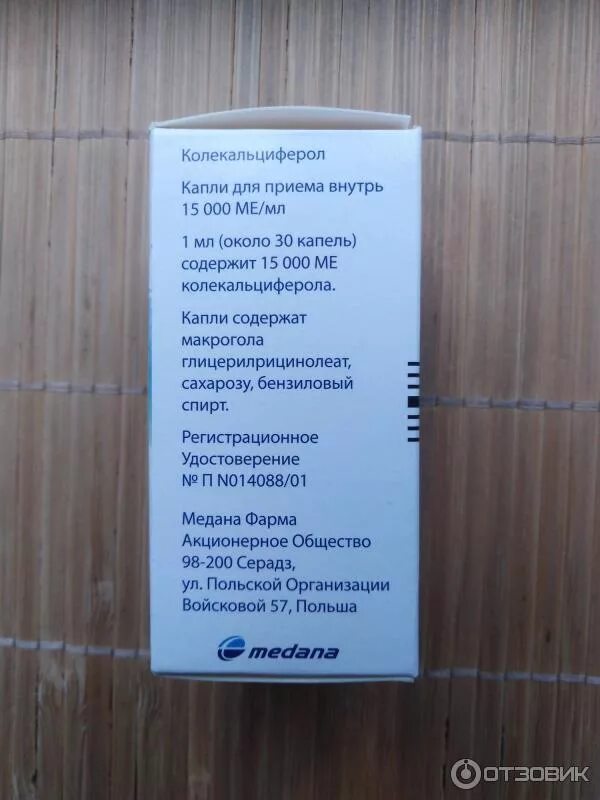 Колекальциферол
Капли для приема внутрь
15 000 МЕ/мл
1 мл (около 30 капель)
содержит 15 000 МЕ
колекальциферола.
Капли содержат
макрогола
глицерилрицинолеат,
сахарозу, бензиловый
спирт.
Регистрационное
Удостоверение
№ П N014088/01
Медана Фарма
Акционерное Общество
98-200 Серадз,
ул. Польской Организации
Войсковой 57, Польша
medana
ОТЗОВИК